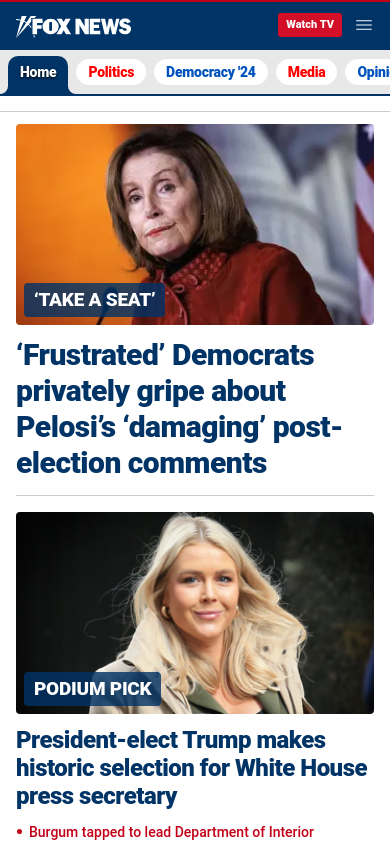 FOX NEWS
Watch TV
Home
Politics
Democracy '24
Media
Opini
‘TAKE A SEAT’
‘Frustrated’ Democrats
privately gripe about
Pelosi’s ‘damaging’ post-
election comments
PODIUM PICK
President-elect Trump makes
historic selection for White House
press secretary
• Burgum tapped to lead Department of Interior